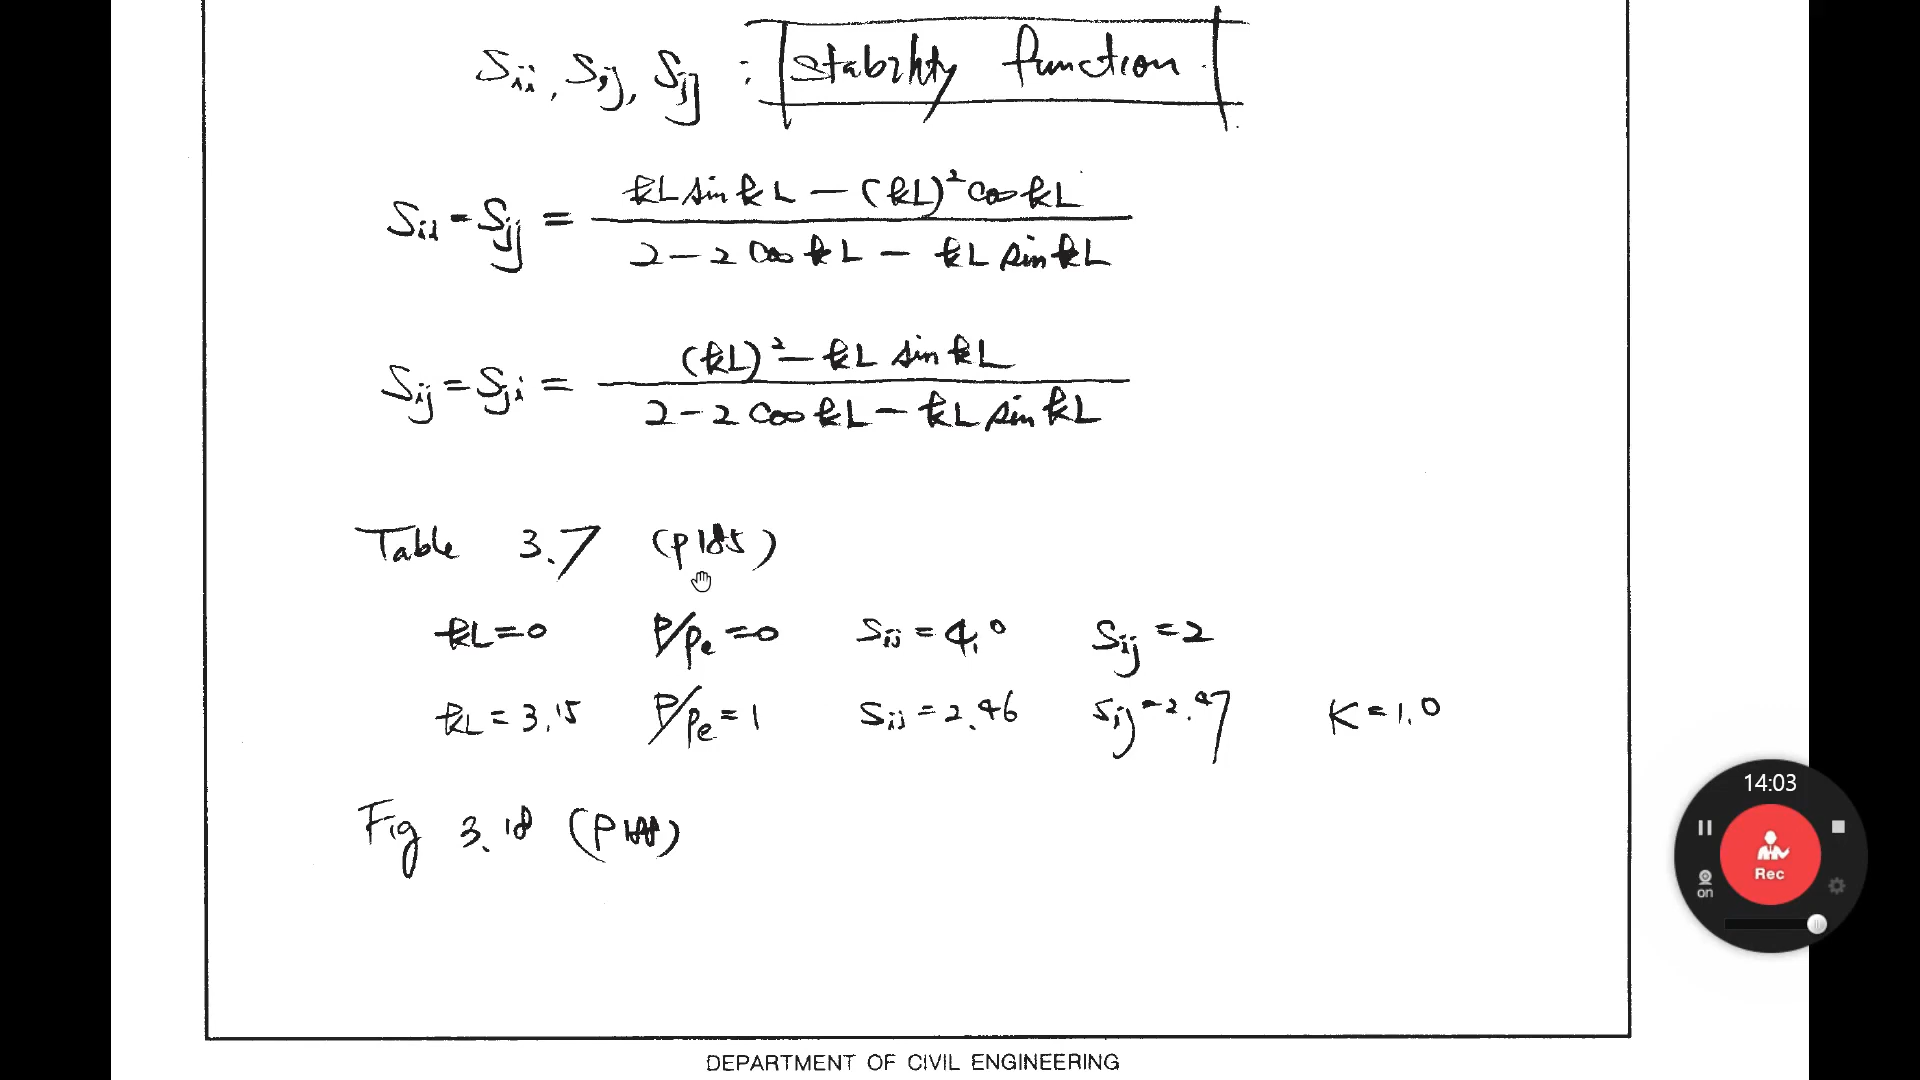 Sii, Sij, Sjj : Stability function
Sii = Sjj = (kL sin kL − (kL)² cos kL) / (2 − 2 cos kL − kL sin kL)
Sij = Sji = ((kL)² − kL sin kL) / (2 − 2 cos kL − kL sin kL)
Table 3.7 (p185)
kL = 0 P/Pe = 0 Sii = 4.0 Sij = 2
kL = 3.15 P/Pe = 1 Sii = 2.46 Sij = 2.47 K = 1.0
Fig 3.18 (P188)
14:03
Rec
on
DEPARTMENT OF CIVIL ENGINEERING